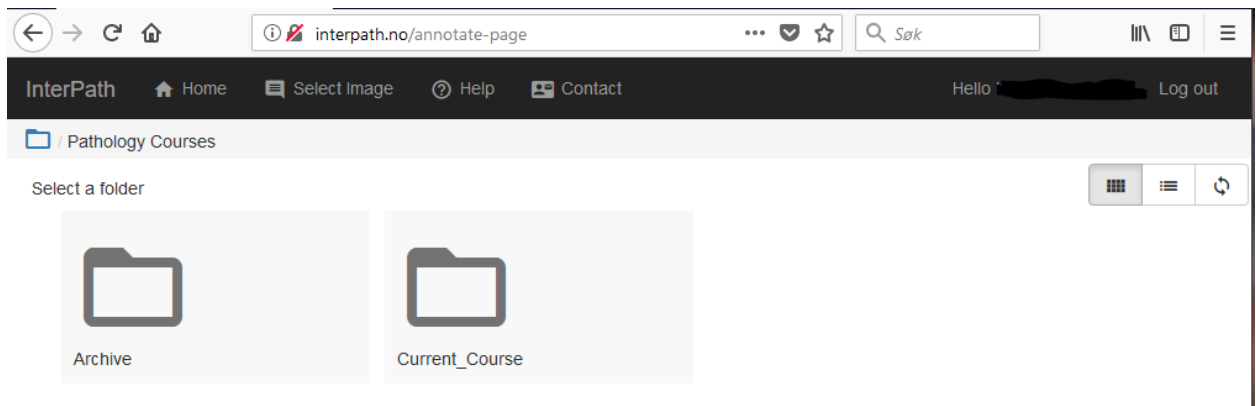 interpath.no/annotate-page Søk
InterPath Home Select Image Help Contact Hello Log out
/ Pathology Courses
Select a folder
Archive Current_Course